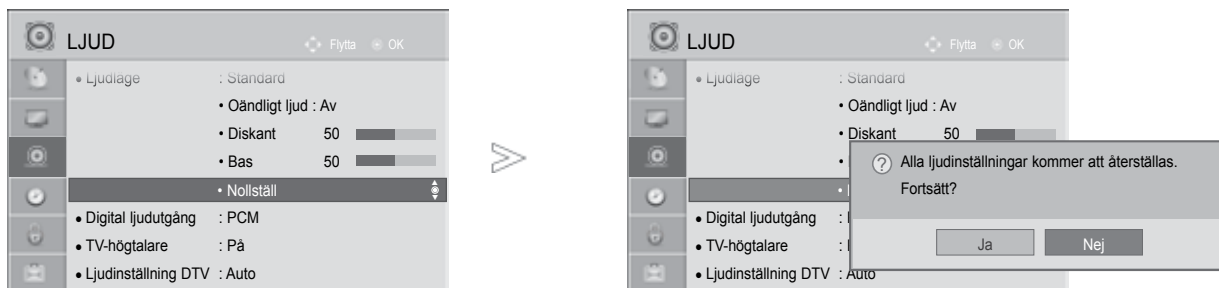 LJUD
Flytta OK
• Ljudläge : Standard
• Oändligt ljud : Av
• Diskant 50
• Bas 50
• Nollställ
• Digital ljudutgång : PCM
• TV-högtalare : På
• Ljudinställning DTV : Auto
LJUD
Flytta OK
• Ljudläge : Standard
• Oändligt ljud : Av
• Diskant 50
Alla ljudinställningar kommer att återställas.
Fortsätt?
• Digital ljudutgång :
• TV-högtalare :
Ja Nej
• Ljudinställning DTV : Auto